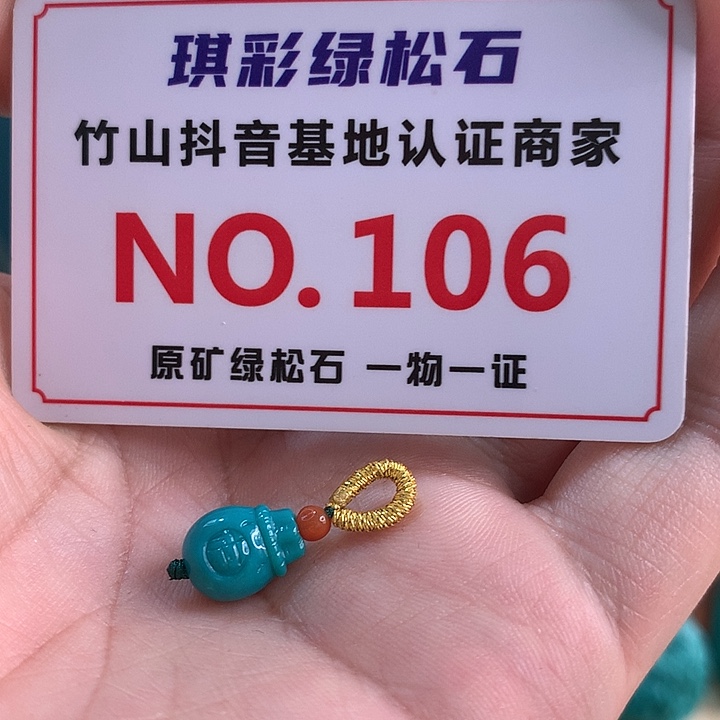 琪彩绿松石
竹山抖音基地认证商家
NO.106
原矿绿松石 一物一证